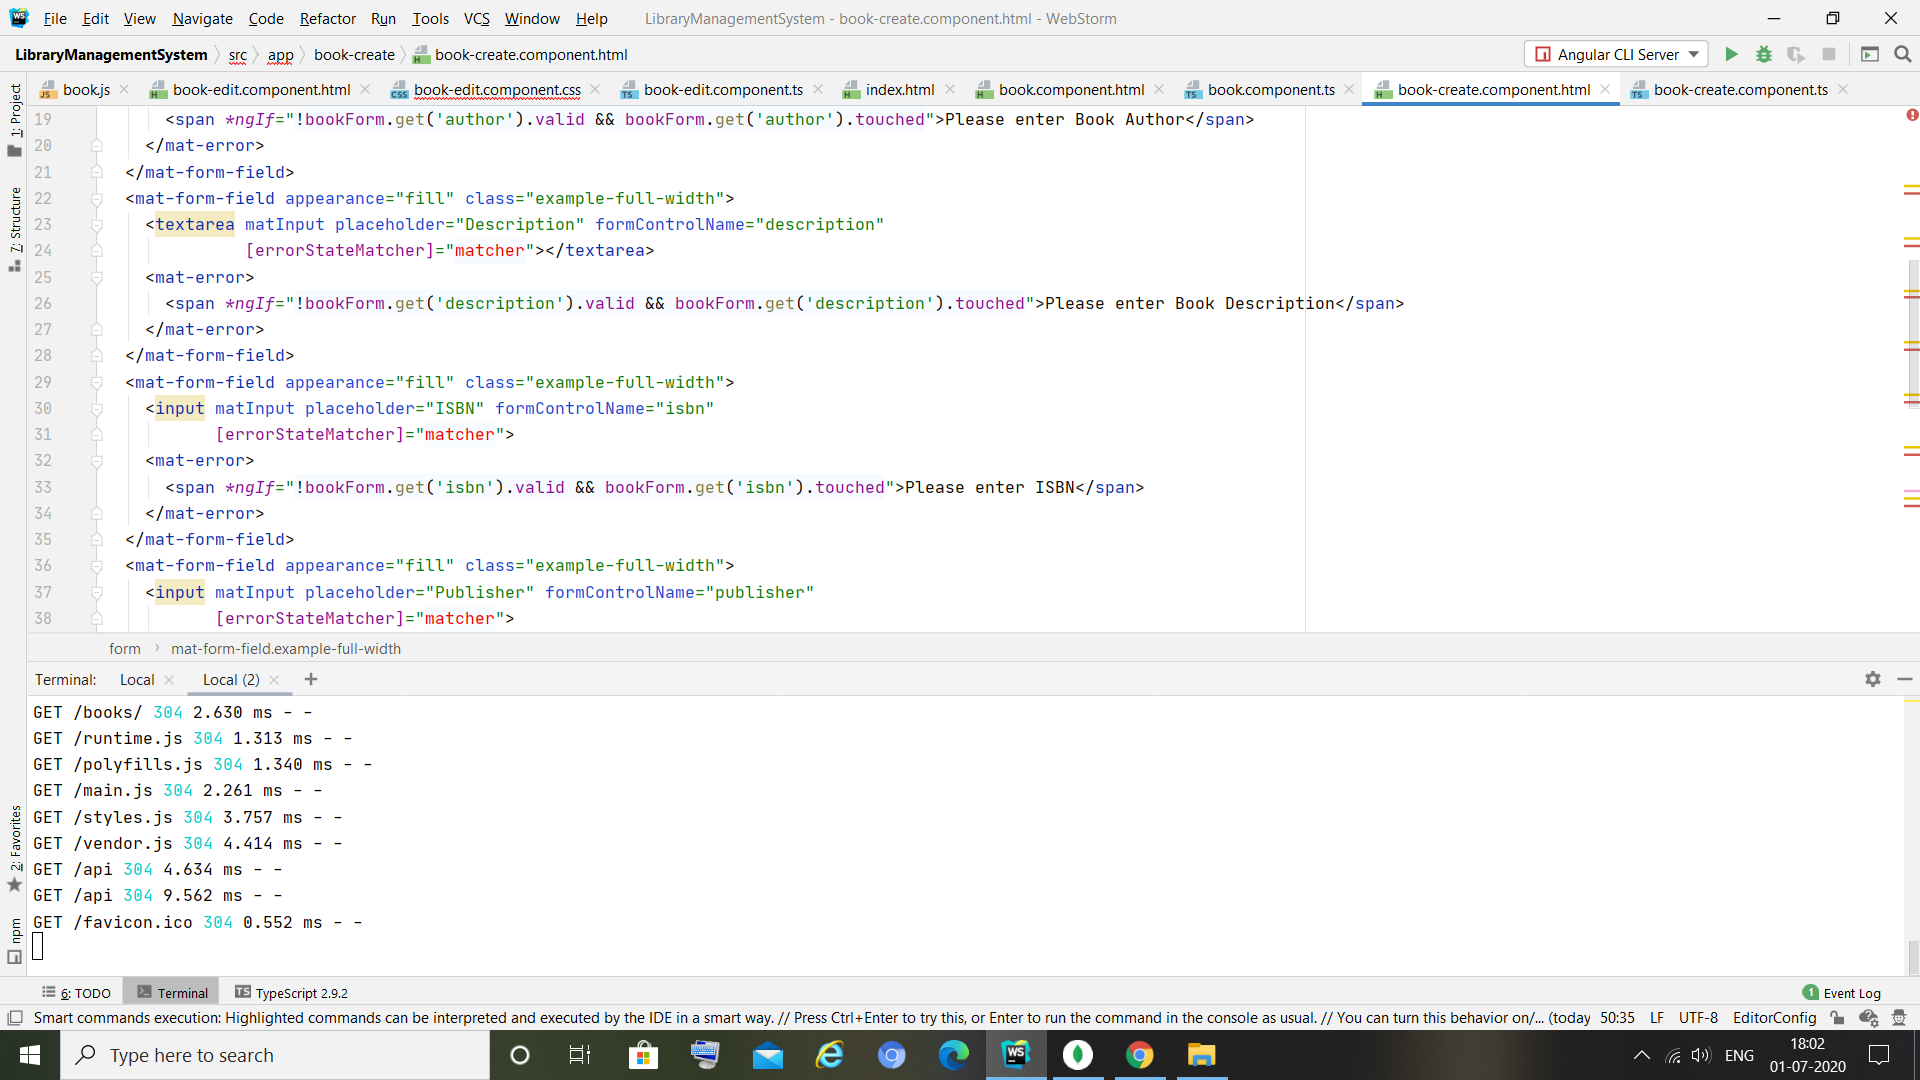 File Edit View Navigate Code Refactor Run Tools VCS Window Help LibraryManagementSystem - book-create.component.html - WebStorm
LibraryManagementSystem src app book-create book-create.component.html Angular CLI Server
book.js book-edit.component.html book-edit.component.css book-edit.component.ts index.html book.component.html book.component.ts book-create.component.html book-create.component.ts
1: Project
7: Structure
2: Favorites
npm
19 <span *ngIf="!bookForm.get('author').valid && bookForm.get('author').touched">Please enter Book Author</span>
20 </mat-error>
21 </mat-form-field>
22 <mat-form-field appearance="fill" class="example-full-width">
23 <textarea matInput placeholder="Description" formControlName="description"
24 [errorStateMatcher]="matcher"></textarea>
25 <mat-error>
26 <span *ngIf="!bookForm.get('description').valid && bookForm.get('description').touched">Please enter Book Description</span>
27 </mat-error>
28 </mat-form-field>
29 <mat-form-field appearance="fill" class="example-full-width">
30 <input matInput placeholder="ISBN" formControlName="isbn"
31 [errorStateMatcher]="matcher">
32 <mat-error>
33 <span *ngIf="!bookForm.get('isbn').valid && bookForm.get('isbn').touched">Please enter ISBN</span>
34 </mat-error>
35 </mat-form-field>
36 <mat-form-field appearance="fill" class="example-full-width">
37 <input matInput placeholder="Publisher" formControlName="publisher"
38 [errorStateMatcher]="matcher">
form mat-form-field.example-full-width
Terminal: Local Local (2)
GET /books/ 304 2.630 ms - -
GET /runtime.js 304 1.313 ms - -
GET /polyfills.js 304 1.340 ms - -
GET /main.js 304 2.261 ms - -
GET /styles.js 304 3.757 ms - -
GET /vendor.js 304 4.414 ms - -
GET /api 304 4.634 ms - -
GET /api 304 9.562 ms - -
GET /favicon.ico 304 0.552 ms - -
6: TODO Terminal TypeScript 2.9.2 1 Event Log
Smart commands execution: Highlighted commands can be interpreted and executed by the IDE in a smart way. // Press Ctrl+Enter to try this, or Enter to run the command in the console as usual. // You can turn this behavior on/... (today 50:35 LF UTF-8 EditorConfig
Type here to search ENG 18:02
01-07-2020